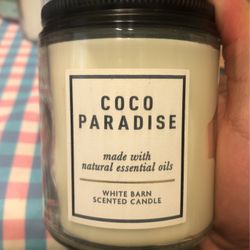 COCO
PARADISE
made with
natural essential oils
WHITE BARN
SCENTED CANDLE